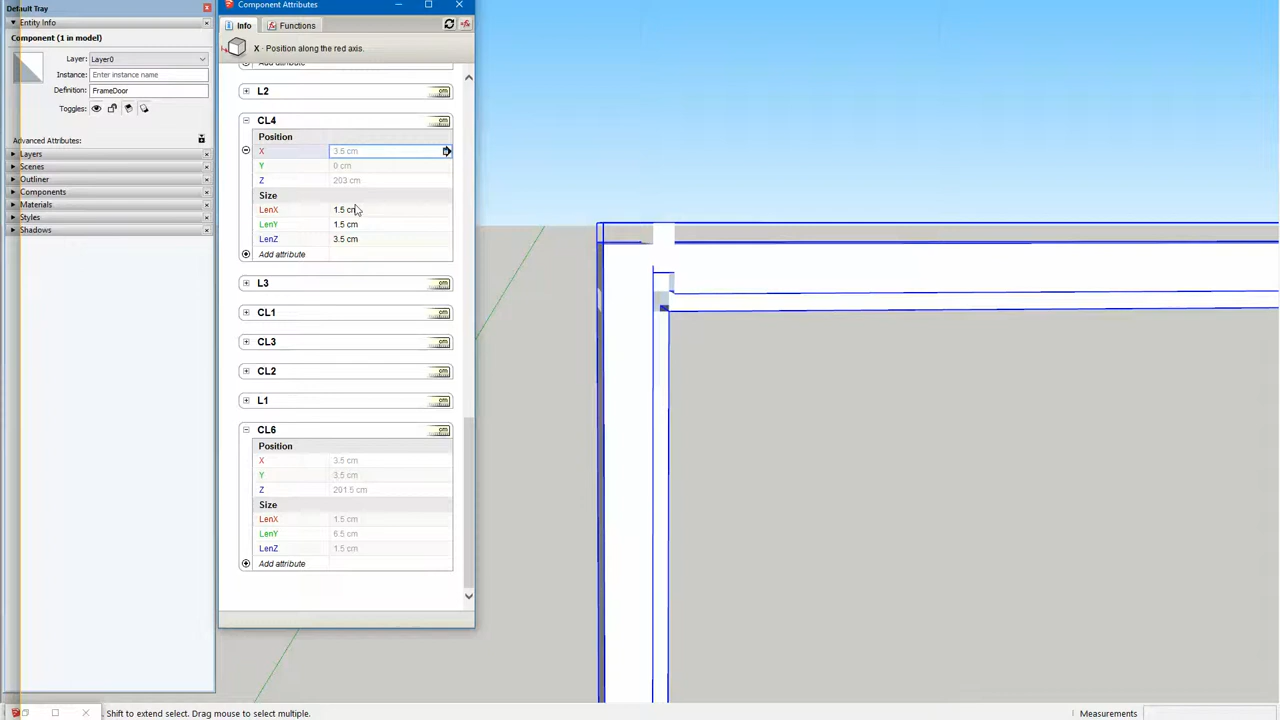 Default Tray
Component Attributes
Entity Info
Info
Functions
Component (1 in model)
X - Position along the red axis.
Layer:
Layer0
Instance:
Enter instance name
Definition:
FrameDoor
Toggles:
Advanced Attributes:
Layers
Scenes
Outliner
Components
Materials
Styles
Shadows
Add attribute
L2
cm
CL4
cm
Position
X
3.5 cm
Y
0 cm
Z
203 cm
Size
LenX
1.5 cm
LenY
1.5 cm
LenZ
3.5 cm
Add attribute
L3
cm
CL1
cm
CL3
cm
CL2
cm
L1
cm
CL6
cm
Position
X
3.5 cm
Y
3.5 cm
Z
201.5 cm
Size
LenX
1.5 cm
LenY
6.5 cm
LenZ
1.5 cm
Add attribute
Shift to extend select. Drag mouse to select multiple.
Measurements